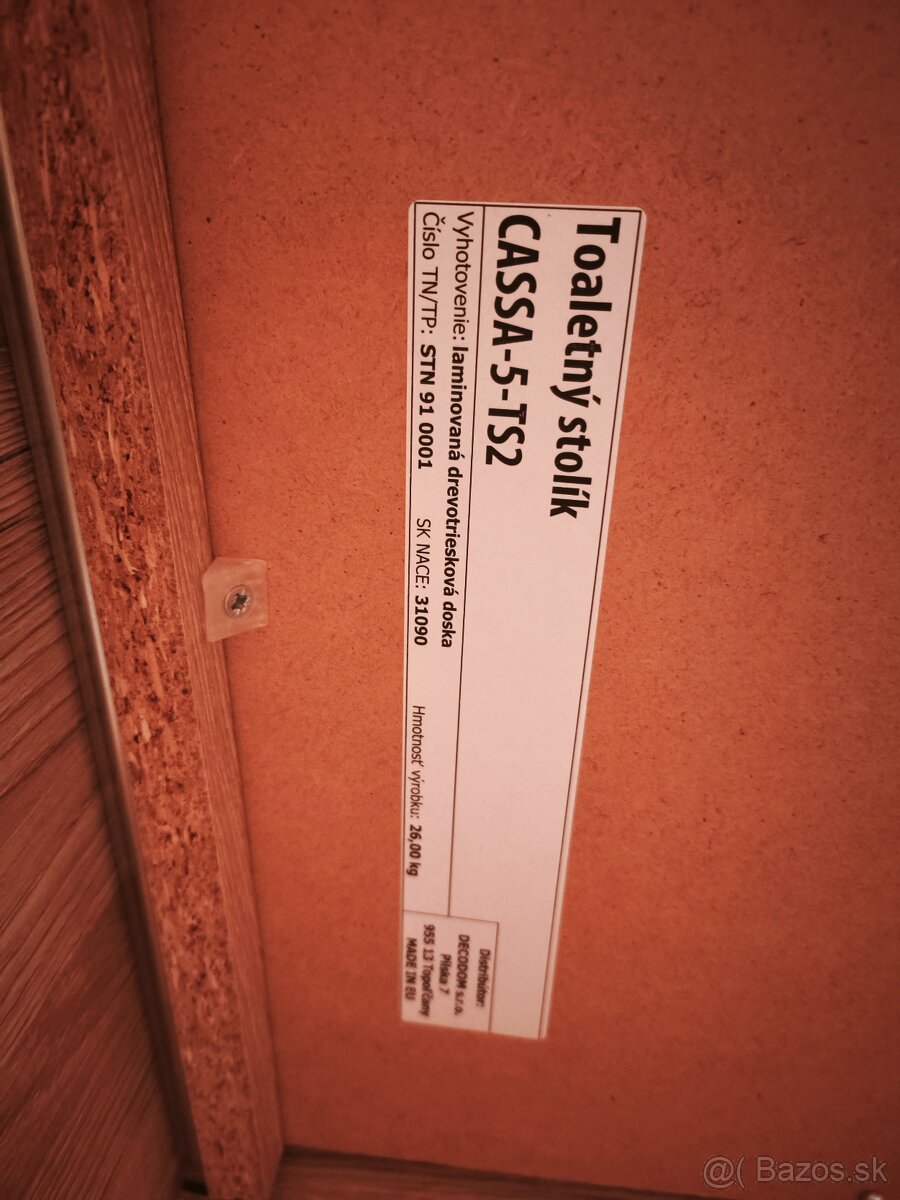 Toaletný stolík
CASSA-5-TS2
Vyhotovenie: laminovaná drevotriesková doska
Číslo TN/TP: STN 91 0001 SK NACE: 31090 Hmotnosť výrobku: 26,00 kg
Distribútor:
DECODOM s.r.o.
Pílska 7
955 13 Topoľčany
MADE IN EU
@( Bazos.sk